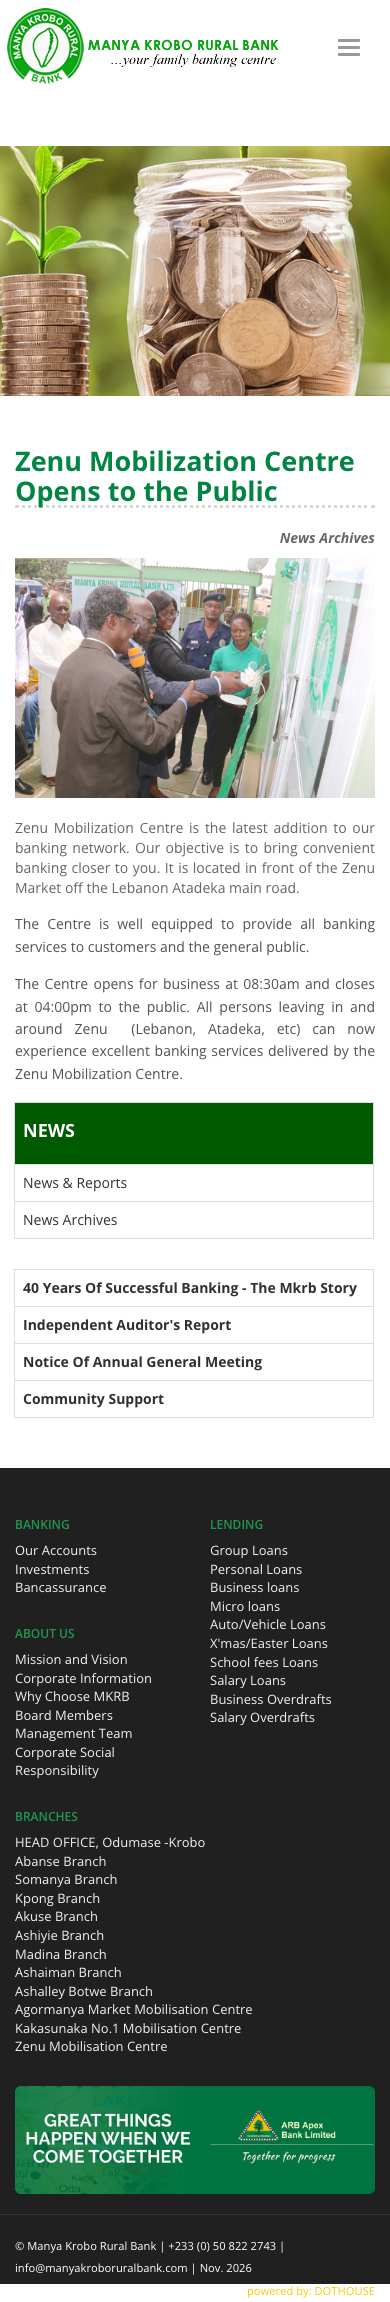 MANYA KROBO RURAL
BANK
MANYA KROBO RURAL BANK
...your family banking centre
Zenu Mobilization Centre
Opens to the Public
News Archives
MANYA KROBO RURAL BANK LTD
Zenu Mobilization Centre is the latest addition to our
banking network. Our objective is to bring convenient
banking closer to you. It is located in front of the Zenu
Market off the Lebanon Atadeka main road.
The Centre is well equipped to provide all banking
services to customers and the general public.
The Centre opens for business at 08:30am and closes
at 04:00pm to the public. All persons leaving in and
around Zenu (Lebanon, Atadeka, etc) can now
experience excellent banking services delivered by the
Zenu Mobilization Centre.
NEWS
News & Reports
News Archives
40 Years Of Successful Banking - The Mkrb Story
Independent Auditor's Report
Notice Of Annual General Meeting
Community Support
BANKING
Our Accounts
Investments
Bancassurance
ABOUT US
Mission and Vision
Corporate Information
Why Choose MKRB
Board Members
Management Team
Corporate Social
Responsibility
LENDING
Group Loans
Personal Loans
Business loans
Micro loans
Auto/Vehicle Loans
X'mas/Easter Loans
School fees Loans
Salary Loans
Business Overdrafts
Salary Overdrafts
BRANCHES
HEAD OFFICE, Odumase -Krobo
Abanse Branch
Somanya Branch
Kpong Branch
Akuse Branch
Ashiyie Branch
Madina Branch
Ashaiman Branch
Ashalley Botwe Branch
Agormanya Market Mobilisation Centre
Kakasunaka No.1 Mobilisation Centre
Zenu Mobilisation Centre
GREAT THINGS
HAPPEN WHEN WE
COME TOGETHER
ARB Apex
Bank Limited
Together for progress
© Manya Krobo Rural Bank | +233 (0) 50 822 2743 |
info@manyakroboruralbank.com | Nov. 2026
powered by: DOTHOUSE